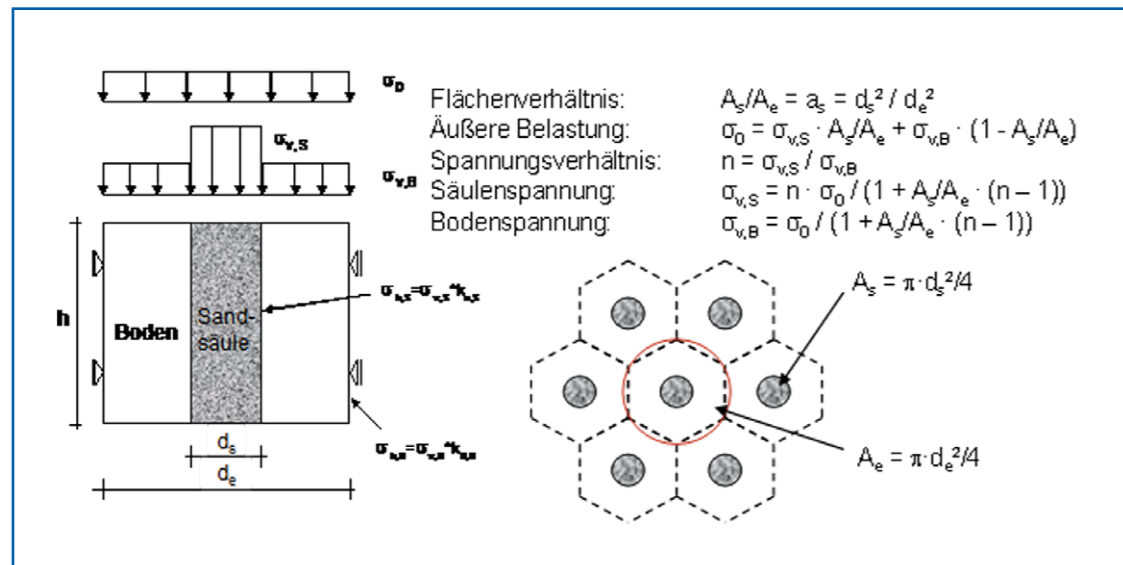 σ₀
σᵥ,S
σᵥ,B
Flächenverhältnis: Aₛ/Aₑ = aₛ = dₛ² / dₑ²
Äußere Belastung: σ₀ = σᵥ,S · Aₛ/Aₑ + σᵥ,B · (1 - Aₛ/Aₑ)
Spannungsverhältnis: n = σᵥ,S / σᵥ,B
Säulenspannung: σᵥ,S = n · σ₀ / (1 + Aₛ/Aₑ · (n – 1))
Bodenspannung: σᵥ,B = σ₀ / (1 + Aₛ/Aₑ · (n – 1))
h
Boden
Sand-
säule
dₛ
dₑ
Aₛ = π·dₛ²/4
Aₑ = π·dₑ²/4